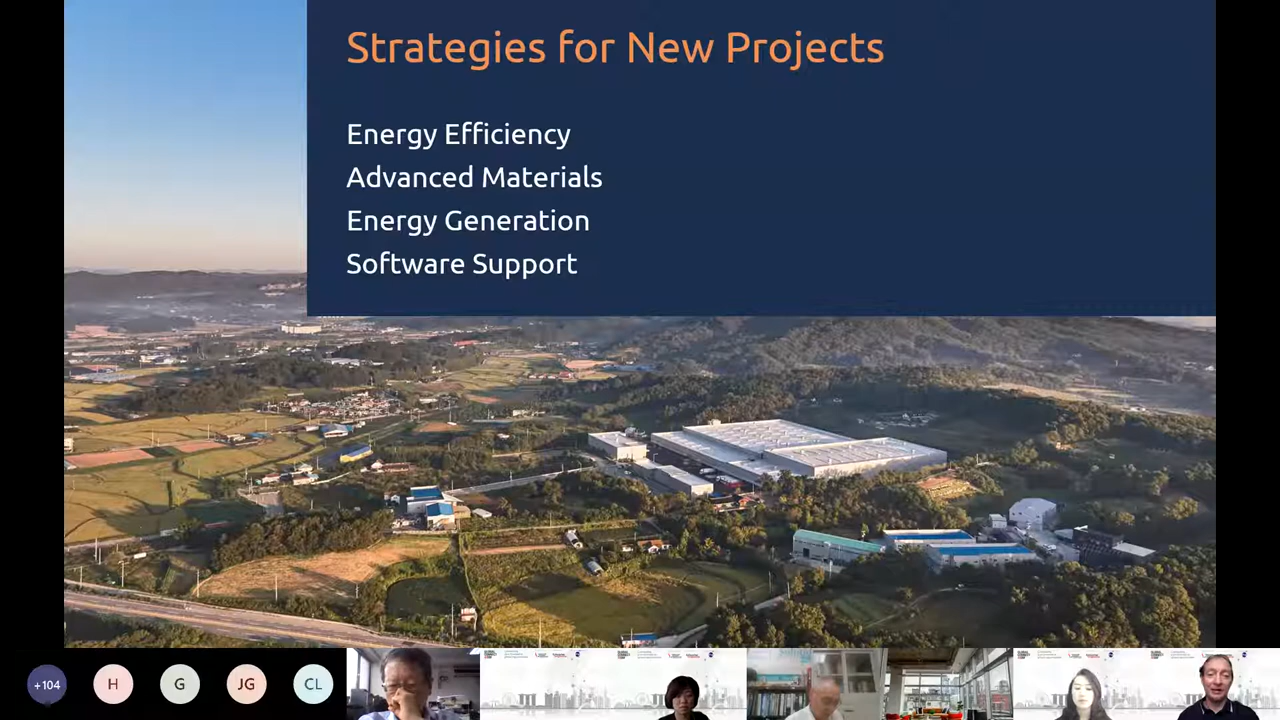 Strategies for New Projects
Energy Efficiency
Advanced Materials
Energy Generation
Software Support
+104
H
G
JG
CL